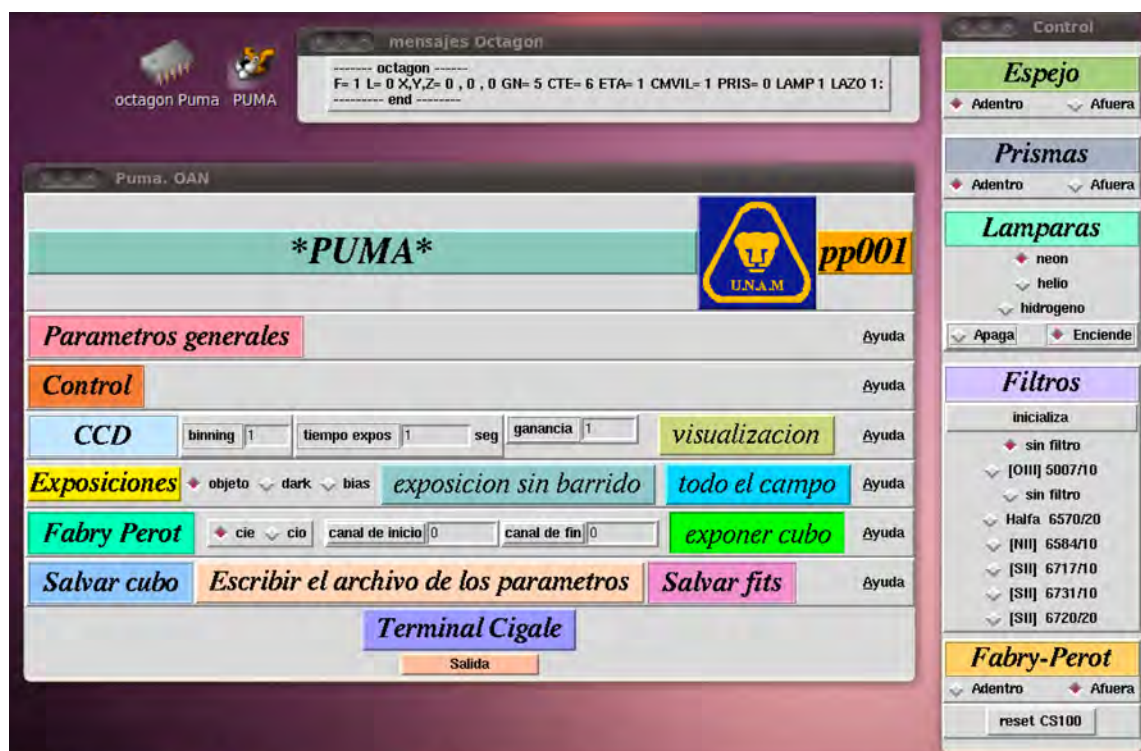 octagon Puma
PUMA
mensajes Octagon
------- octagon ------
F= 1 L= 0 X,Y,Z= 0 , 0 , 0 GN= 5 CTE= 6 ETA= 1 CMVIL= 1 PRIS= 0 LAMP 1 LAZO 1:
--------- end --------
Puma. OAN
*PUMA*
U.N.A.M
pp001
Parametros generales Ayuda
Control Ayuda
CCD binning 1 tiempo expos 1 seg ganancia 1 visualizacion Ayuda
Exposiciones objeto dark bias exposicion sin barrido todo el campo Ayuda
Fabry Perot cie cio canal de inicio 0 canal de fin 0 exponer cubo Ayuda
Salvar cubo Escribir el archivo de los parametros Salvar fits Ayuda
Terminal Cigale
Salida
Control
Espejo
Adentro Afuera
Prismas
Adentro Afuera
Lamparas
neon
helio
hidrogeno
Apaga Enciende
Filtros
inicializa
sin filtro
[OIII] 5007/10
sin filtro
Halfa 6570/20
[NII] 6584/10
[SII] 6717/10
[SII] 6731/10
[SII] 6720/20
Fabry-Perot
Adentro Afuera
reset CS100